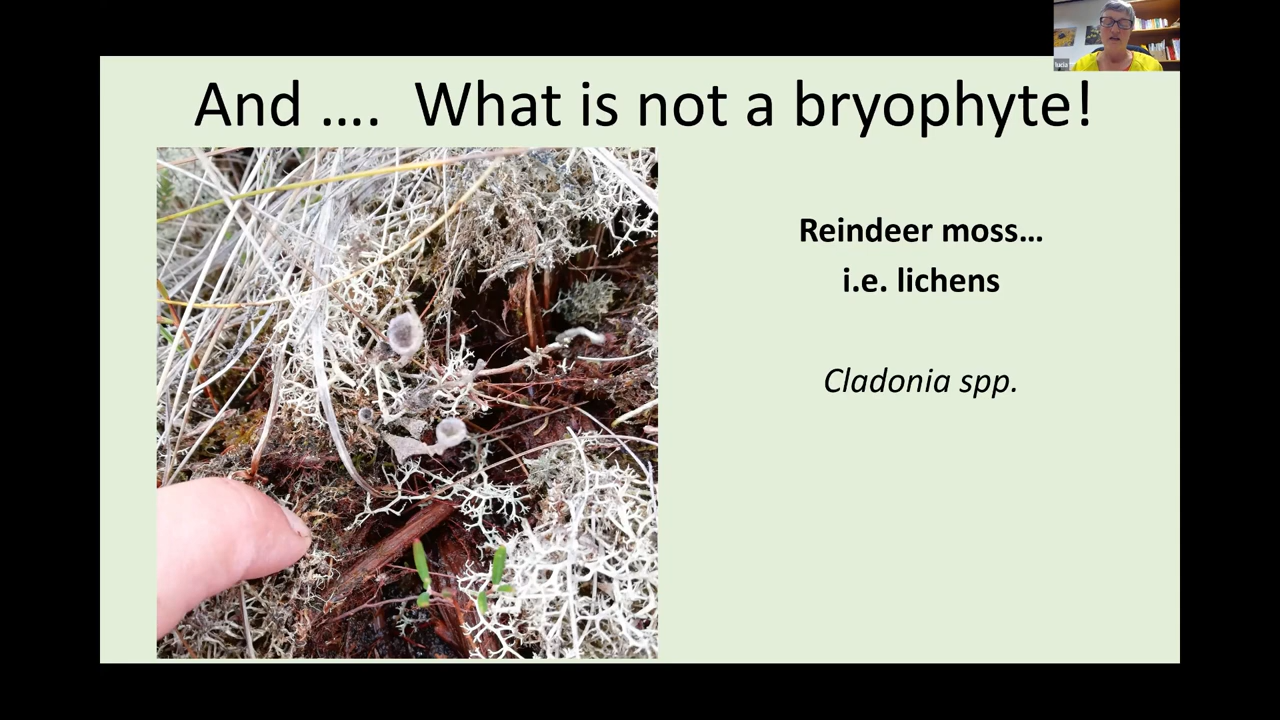 And .... What is not a bryophyte!
Reindeer moss...
i.e. lichens
Cladonia spp.